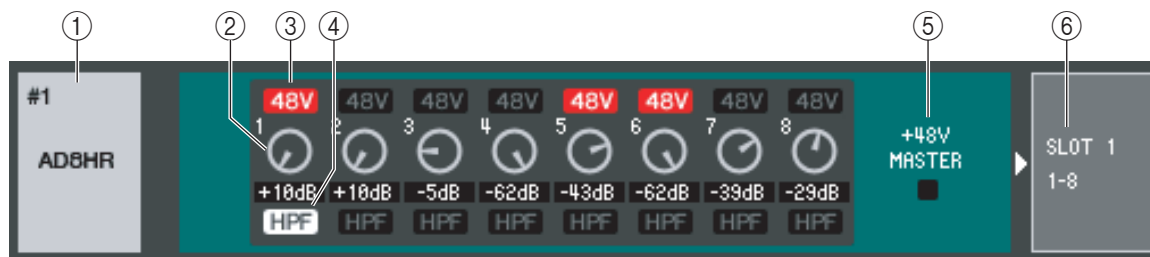 ① ② ③ ④ ⑤ ⑥
#1
AD8HR
48V 48V 48V 48V 48V 48V 48V 48V
1 2 3 4 5 6 7 8
+10dB +10dB -5dB -62dB -43dB -62dB -39dB -29dB
HPF HPF HPF HPF HPF HPF HPF HPF
+48V
MASTER
SLOT 1
1-8